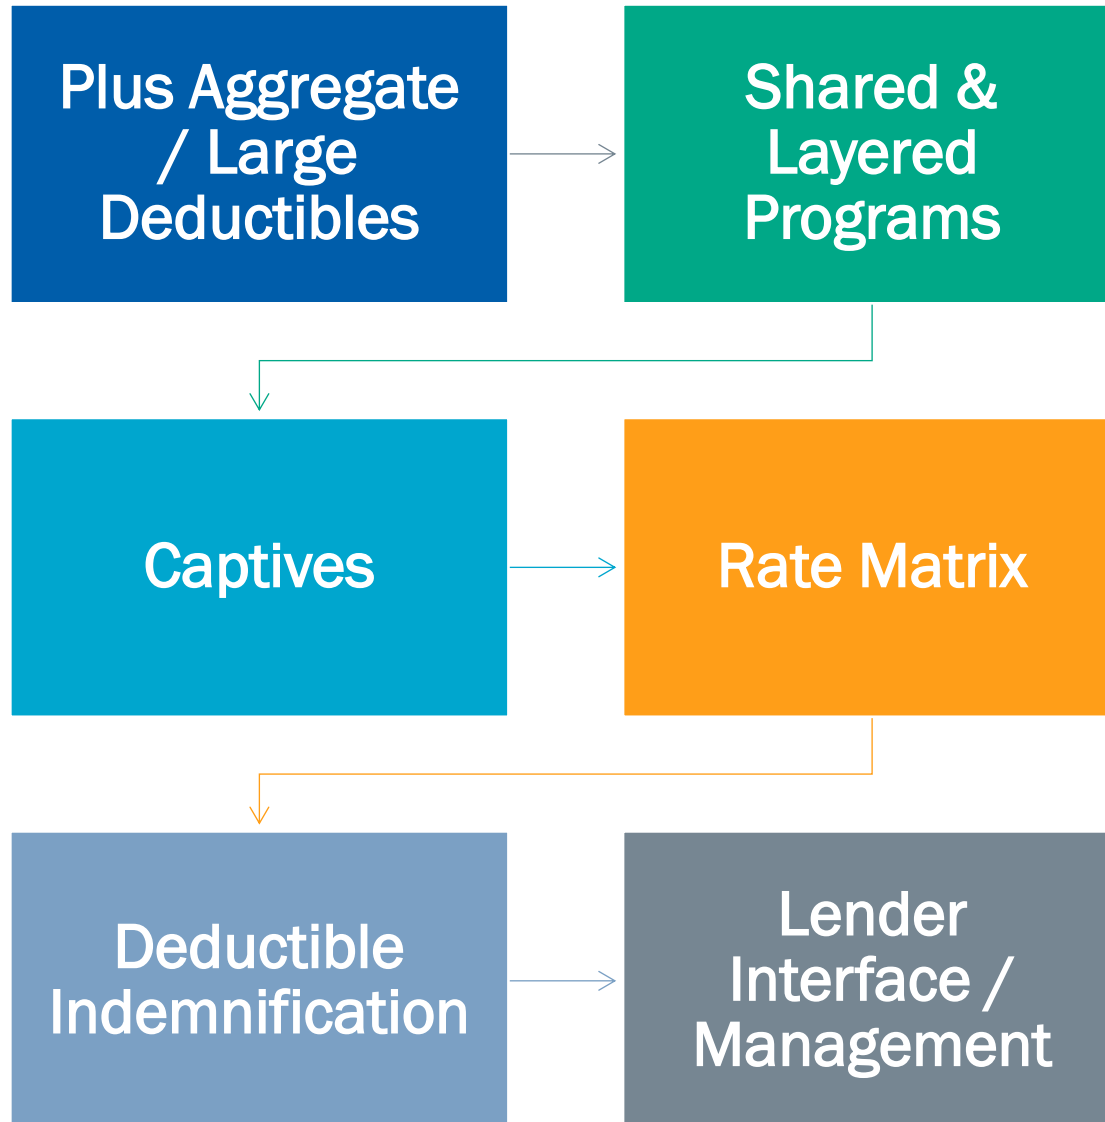 Plus Aggregate
/ Large
Deductibles
Shared &
Layered
Programs
Captives
Rate Matrix
Deductible
Indemnification
Lender
Interface /
Management